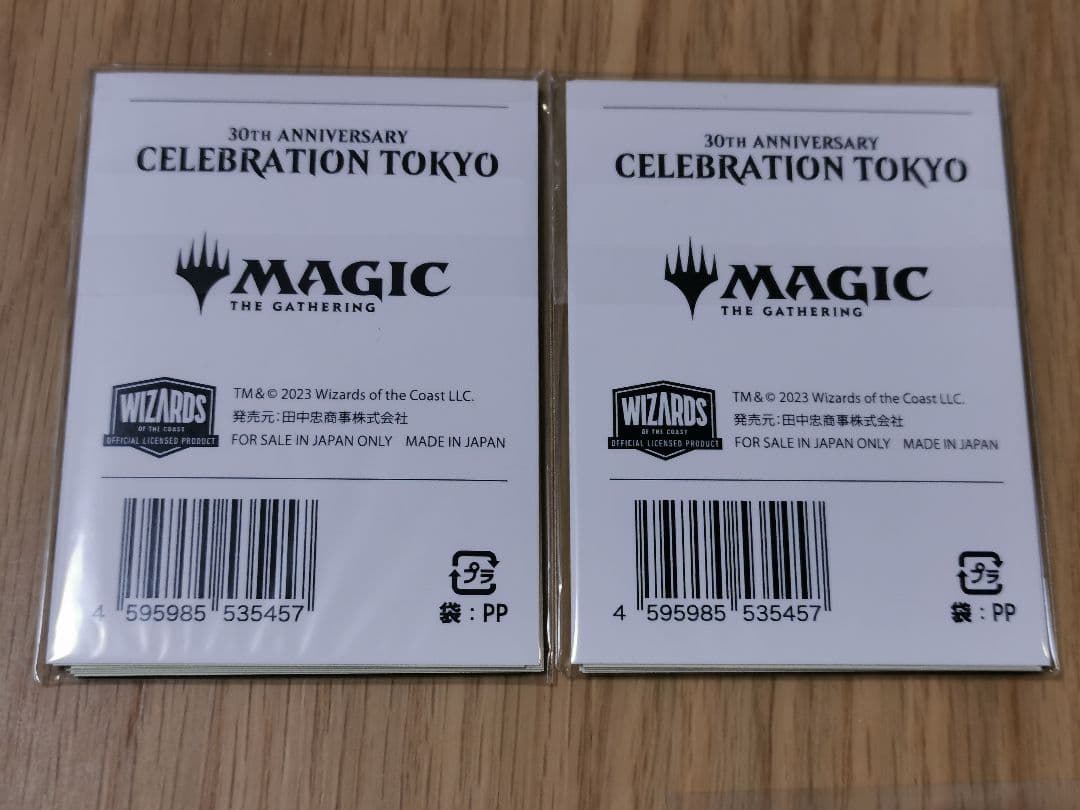 30TH ANNIVERSARY
CELEBRATION TOKYO
MAGIC
THE GATHERING
WIZARDS
OF THE COAST
OFFICIAL LICENSED PRODUCT
TM & © 2023 Wizards of the Coast LLC.
発売元：田中忠商事株式会社
FOR SALE IN JAPAN ONLY MADE IN JAPAN
4 595985 535457
プラ
袋：PP
30TH ANNIVERSARY
CELEBRATION TOKYO
MAGIC
THE GATHERING
WIZARDS
OF THE COAST
OFFICIAL LICENSED PRODUCT
TM & © 2023 Wizards of the Coast LLC.
発売元：田中忠商事株式会社
FOR SALE IN JAPAN ONLY MADE IN JAPAN
4 595985 535457
プラ
袋：PP